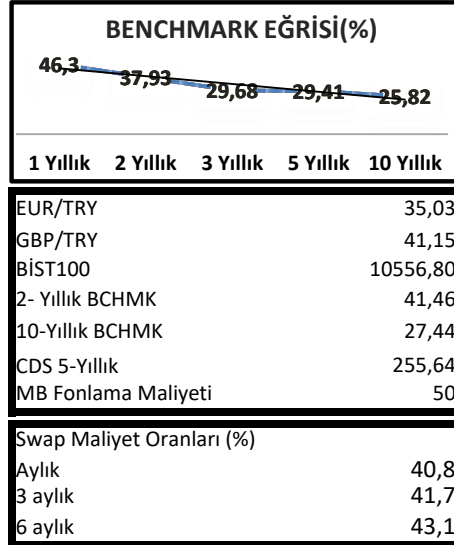 BENCHMARK EĞRİSİ(%)
46,3 37,93 29,68 29,41 25,82
1 Yıllık 2 Yıllık 3 Yıllık 5 Yıllık 10 Yıllık
EUR/TRY 35,03
GBP/TRY 41,15
BİST100 10556,80
2- Yıllık BCHMK 41,46
10-Yıllık BCHMK 27,44
CDS 5-Yıllık 255,64
MB Fonlama Maliyeti 50
Swap Maliyet Oranları (%)
Aylık 40,8
3 aylık 41,7
6 aylık 43,1